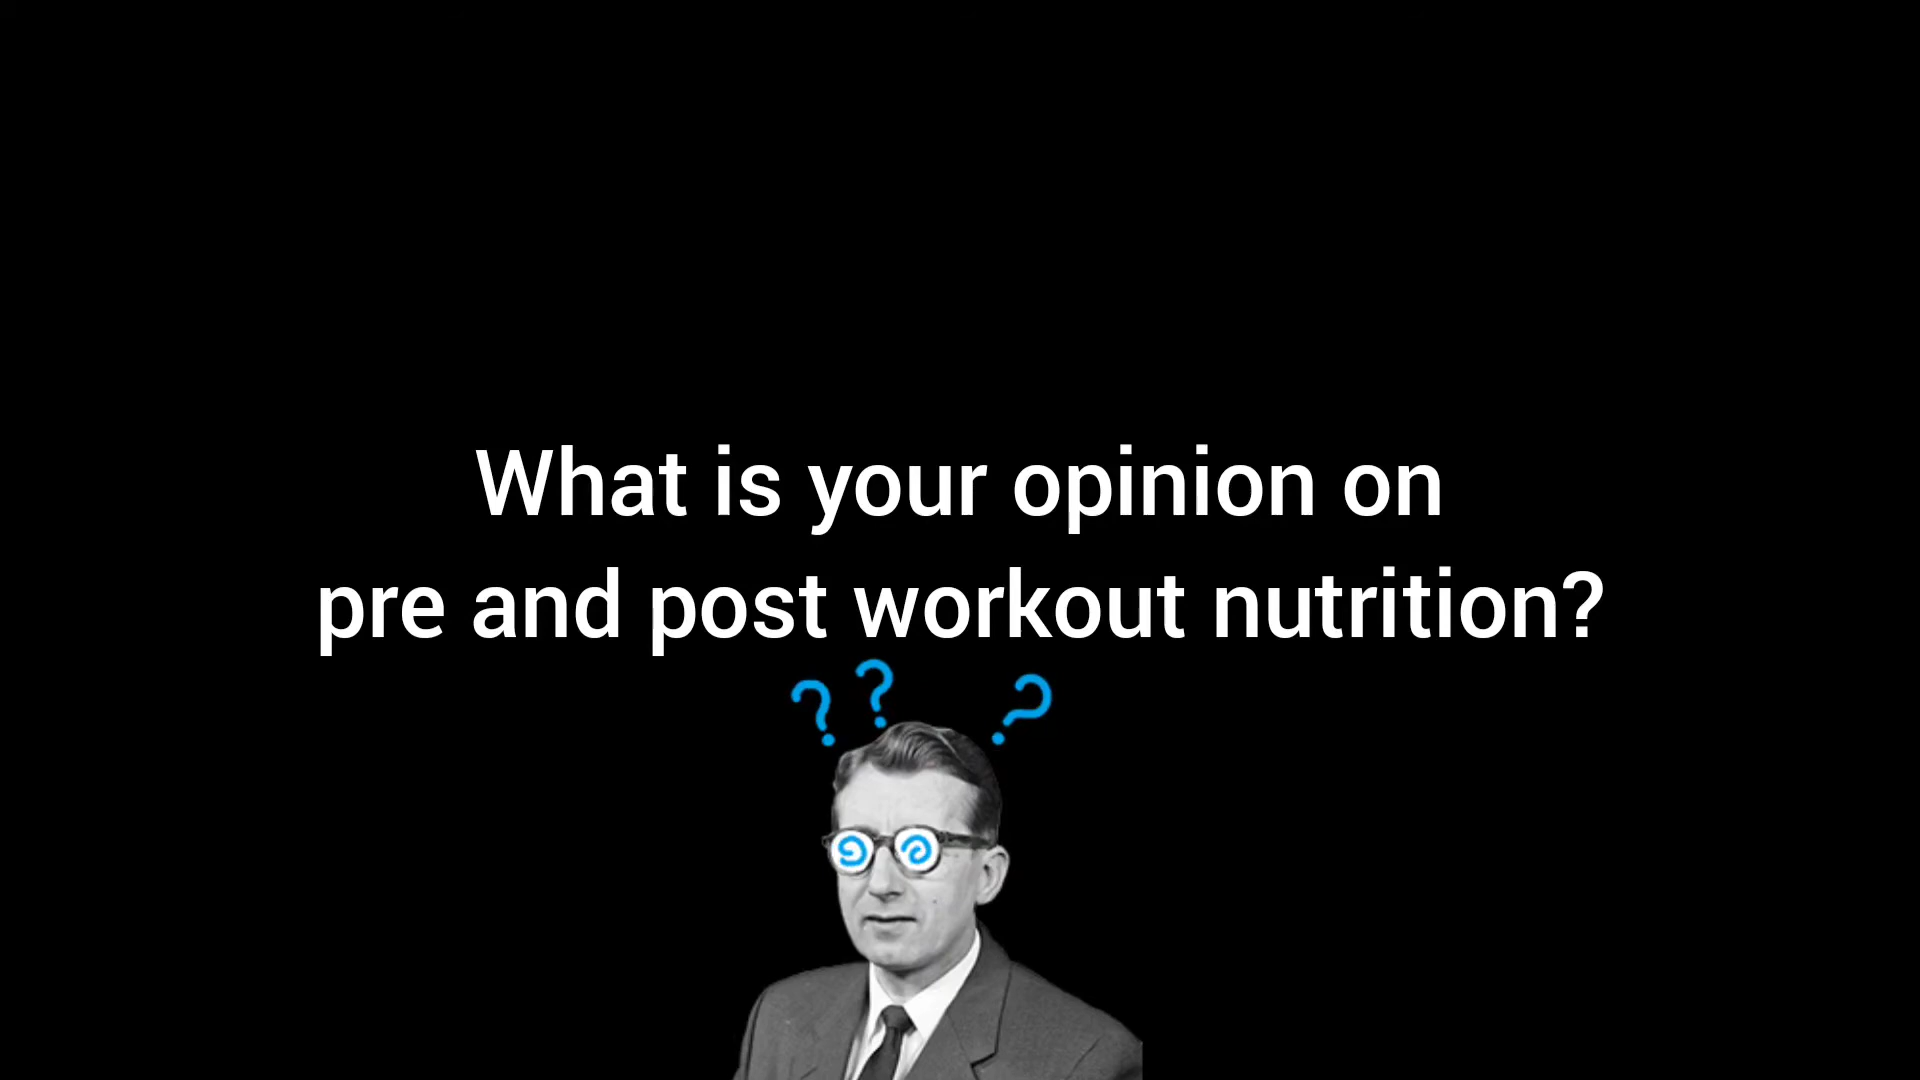 What is your opinion on
pre and post workout nutrition?
? ? ?